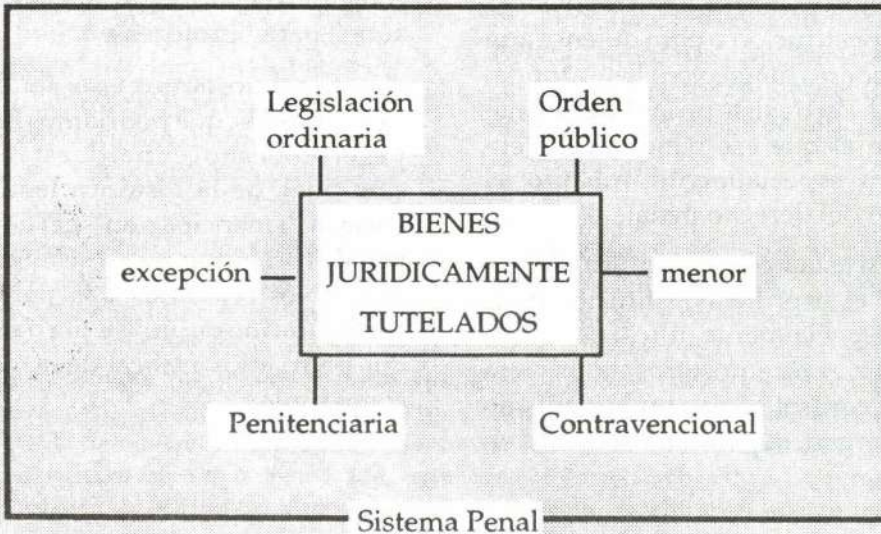 Legislación
ordinaria
Orden
público
BIENES
JURIDICAMENTE
TUTELADOS
excepción
menor
Penitenciaria
Contravencional
Sistema Penal